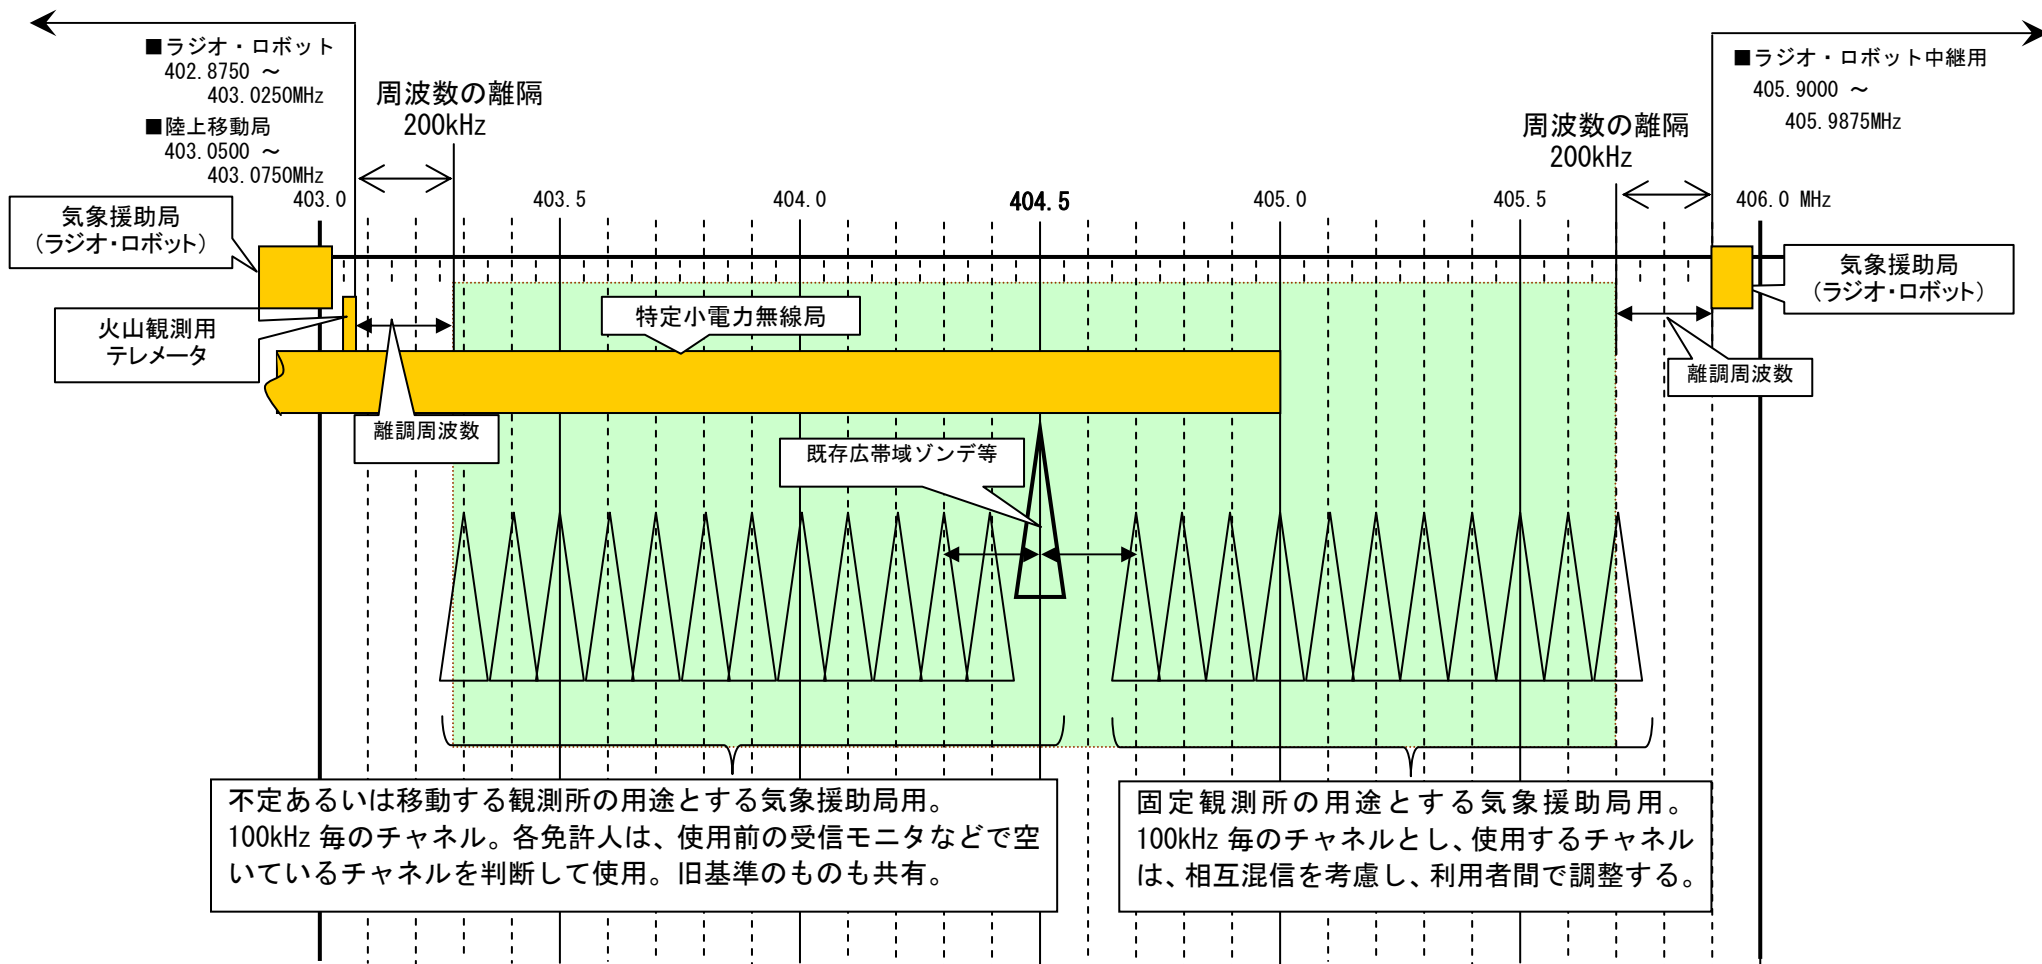 ■ラジオ・ロボット
402.8750 ～
403.0250MHz
■陸上移動局
403.0500 ～
403.0750MHz
周波数の離隔
200kHz
■ラジオ・ロボット中継用
405.9000 ～
405.9875MHz
周波数の離隔
200kHz
403.0
403.5
404.0
404.5
405.0
405.5
406.0 MHz
気象援助局
（ラジオ・ロボット）
気象援助局
（ラジオ・ロボット）
火山観測用
テレメータ
特定小電力無線局
離調周波数
離調周波数
既存広帯域ゾンデ等
不定あるいは移動する観測所の用途とする気象援助局用。
100kHz 毎のチャネル。各免許人は、使用前の受信モニタなどで空
いているチャネルを判断して使用。旧基準のものも共有。
固定観測所の用途とする気象援助局用。
100kHz 毎のチャネルとし、使用するチャネル
は、相互混信を考慮し、利用者間で調整する。